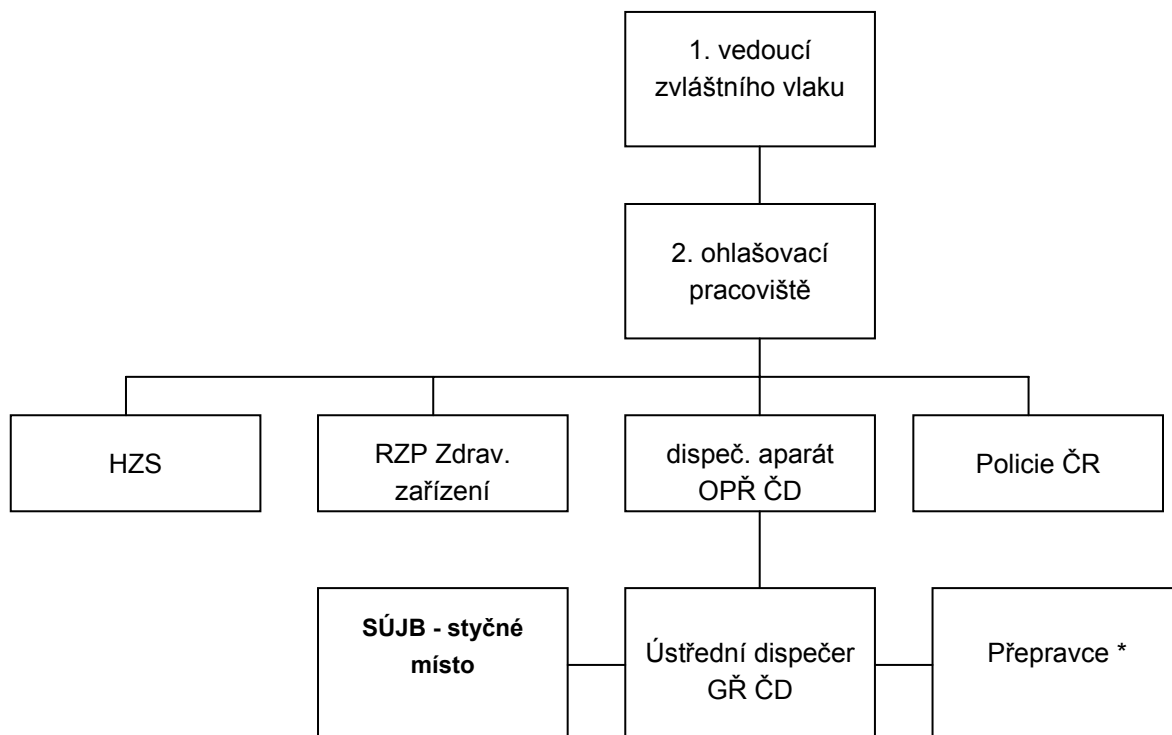 1. vedoucí
zvláštního vlaku
2. ohlašovací
pracoviště
HZS
RZP Zdrav.
zařízení
dispeč. aparát
OPŘ ČD
Policie ČR
SÚJB - styčné
místo
Ústřední dispečer
GŘ ČD
Přepravce *